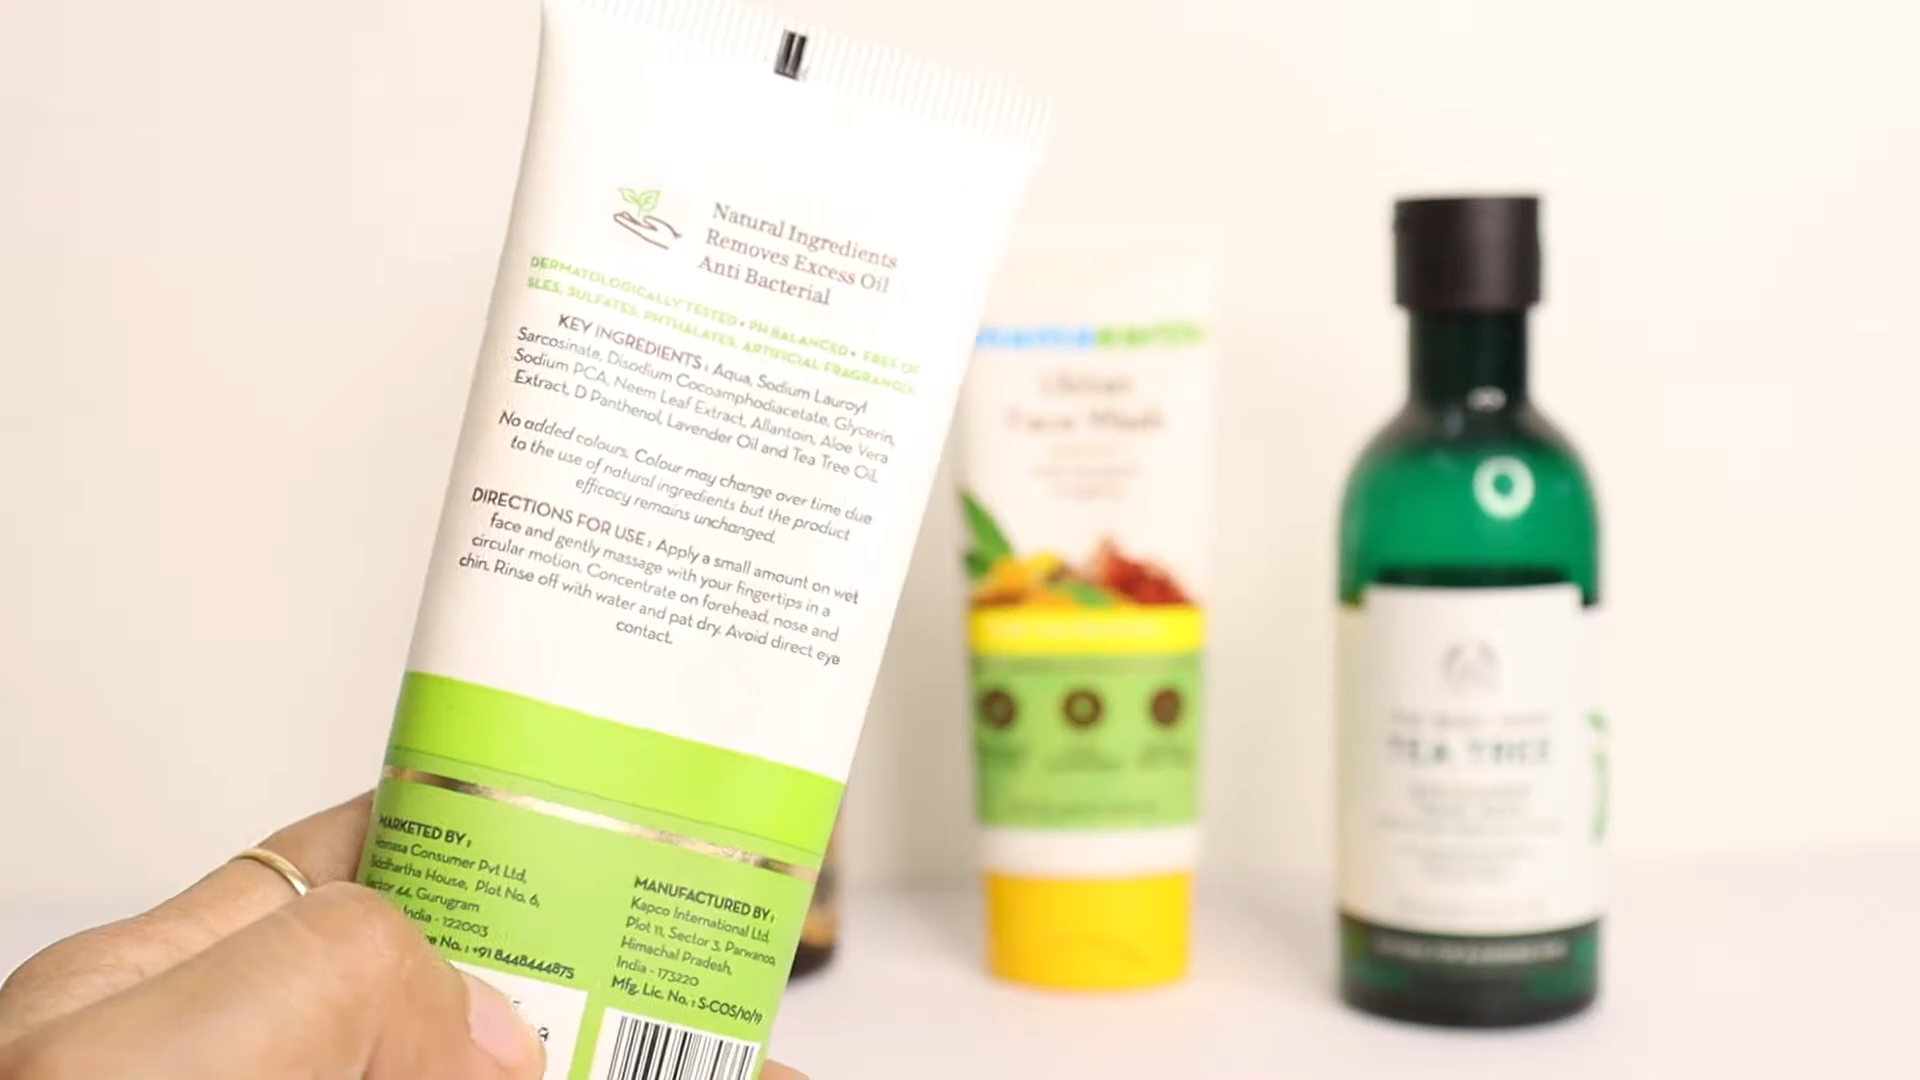 Natural Ingredients
Removes Excess Oil
Anti Bacterial
DERMATOLOGICALLY TESTED • PH BALANCED • FREE OF
SLES, SULFATES, PHTHALATES, ARTIFICIAL FRAGRANCE
KEY INGREDIENTS : Aqua, Sodium Lauroyl
Sarcosinate, Disodium Cocoamphodiacetate, Glycerin,
Sodium PCA, Neem Leaf Extract, Allantoin, Aloe Vera
Extract, D Panthenol, Lavender Oil and Tea Tree Oil.
No added colours. Colour may change over time due
to the use of natural ingredients but the product
efficacy remains unchanged.
DIRECTIONS FOR USE : Apply a small amount on wet
face and gently massage with your fingertips in a
circular motion. Concentrate on forehead, nose and
chin. Rinse off with water and pat dry. Avoid direct eye
contact.
MARKETED BY :
Honasa Consumer Pvt Ltd,
Siddhartha House, Plot No. 6,
Sector 44, Gurugram
India - 122003
No. : +91 8448444875
MANUFACTURED BY :
Kapco International Ltd,
Plot 11, Sector 3, Parwanoo,
Himachal Pradesh,
India - 173220
Mfg. Lic. No. : S-COS/10/19
mamaearth
Ubtan
Face Wash
TEA TREE